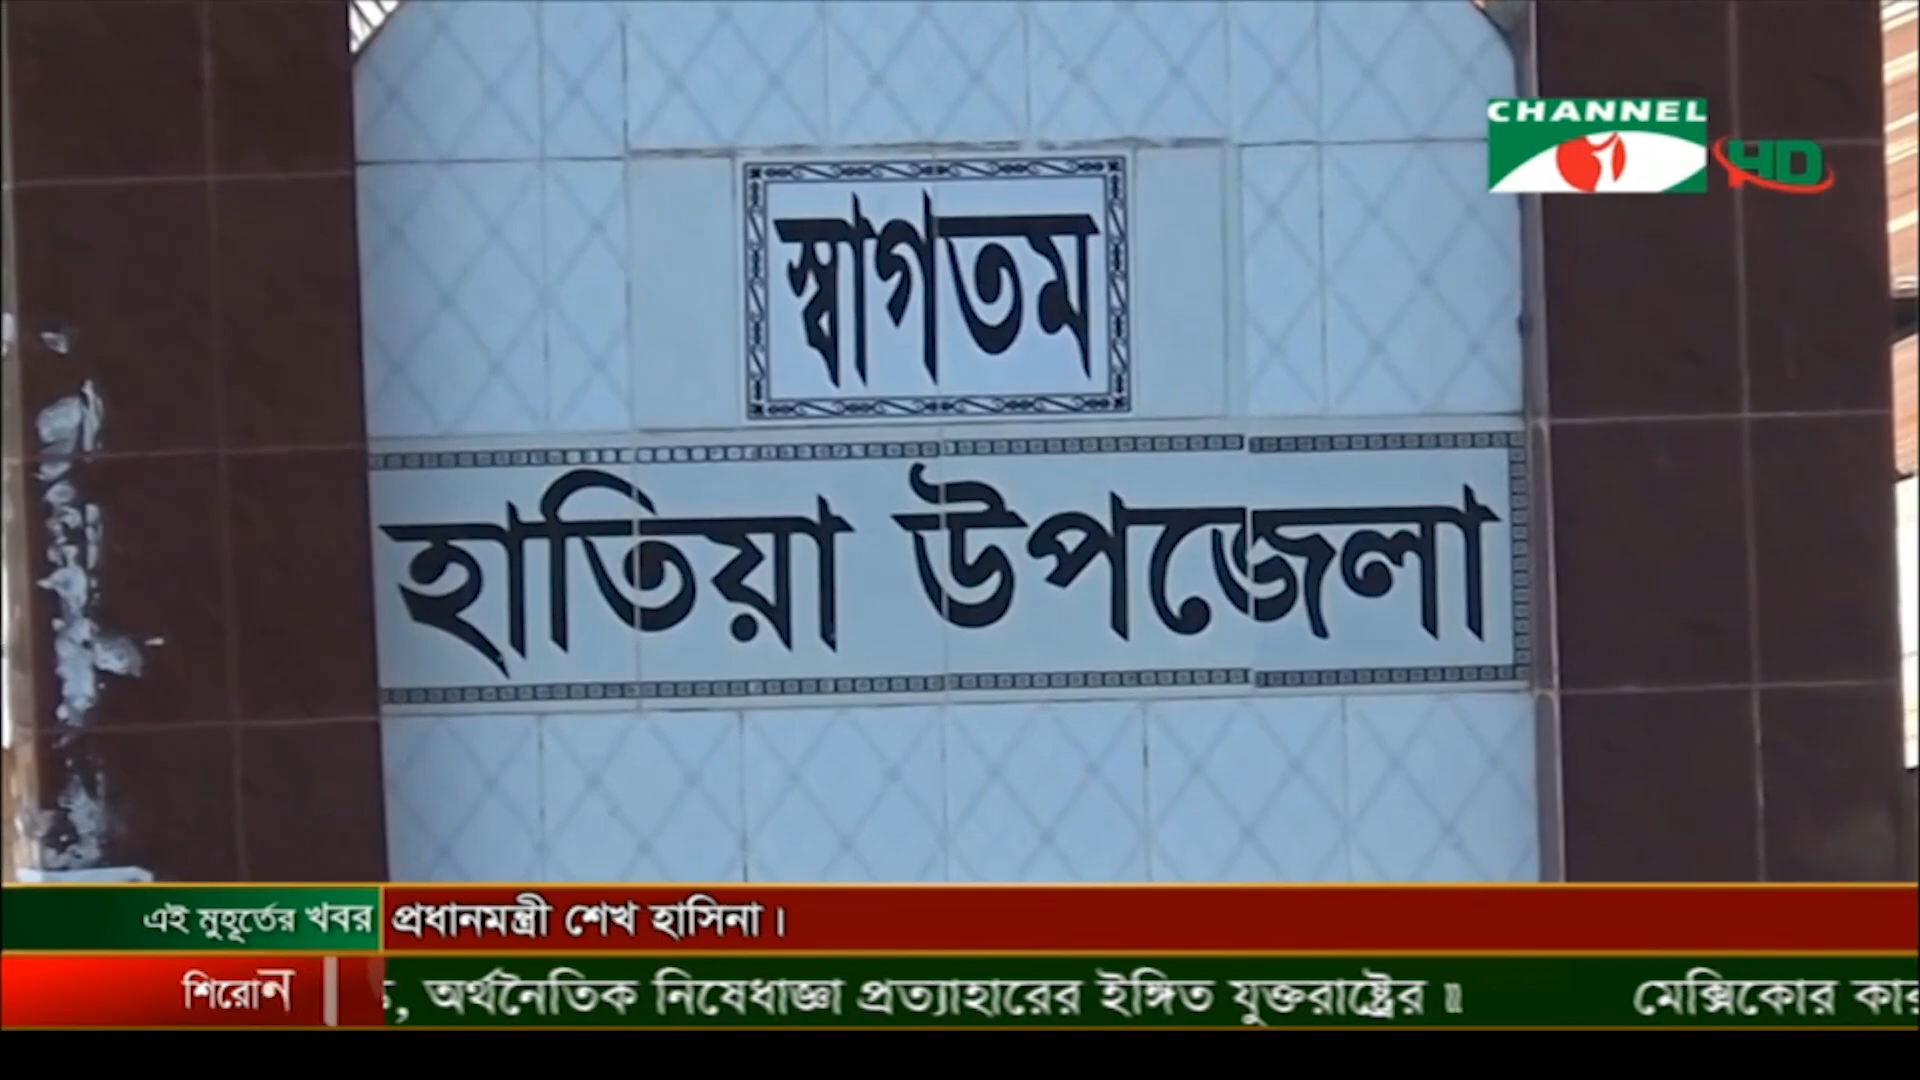 CHANNEL
HD
স্বাগতম
হাতিয়া উপজেলা
এই মুহূর্তের খবর প্রধানমন্ত্রী শেখ হাসিনা।
শিরোন , অর্থনৈতিক নিষেধাজ্ঞা প্রত্যাহারের ইঙ্গিত যুক্তরাষ্ট্রের ॥ মেক্সিকোর